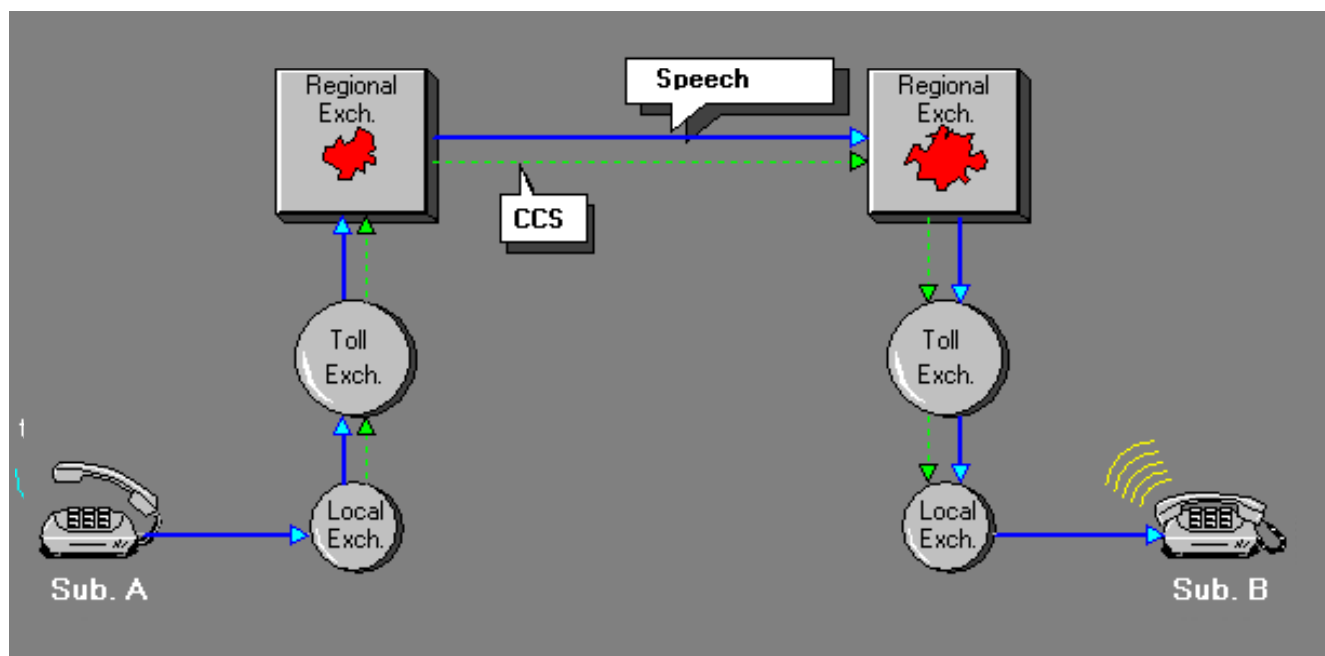 Regional
Exch.
Speech
Regional
Exch.
CCS
Toll
Exch.
Toll
Exch.
Local
Exch.
Local
Exch.
Sub. A
Sub. B